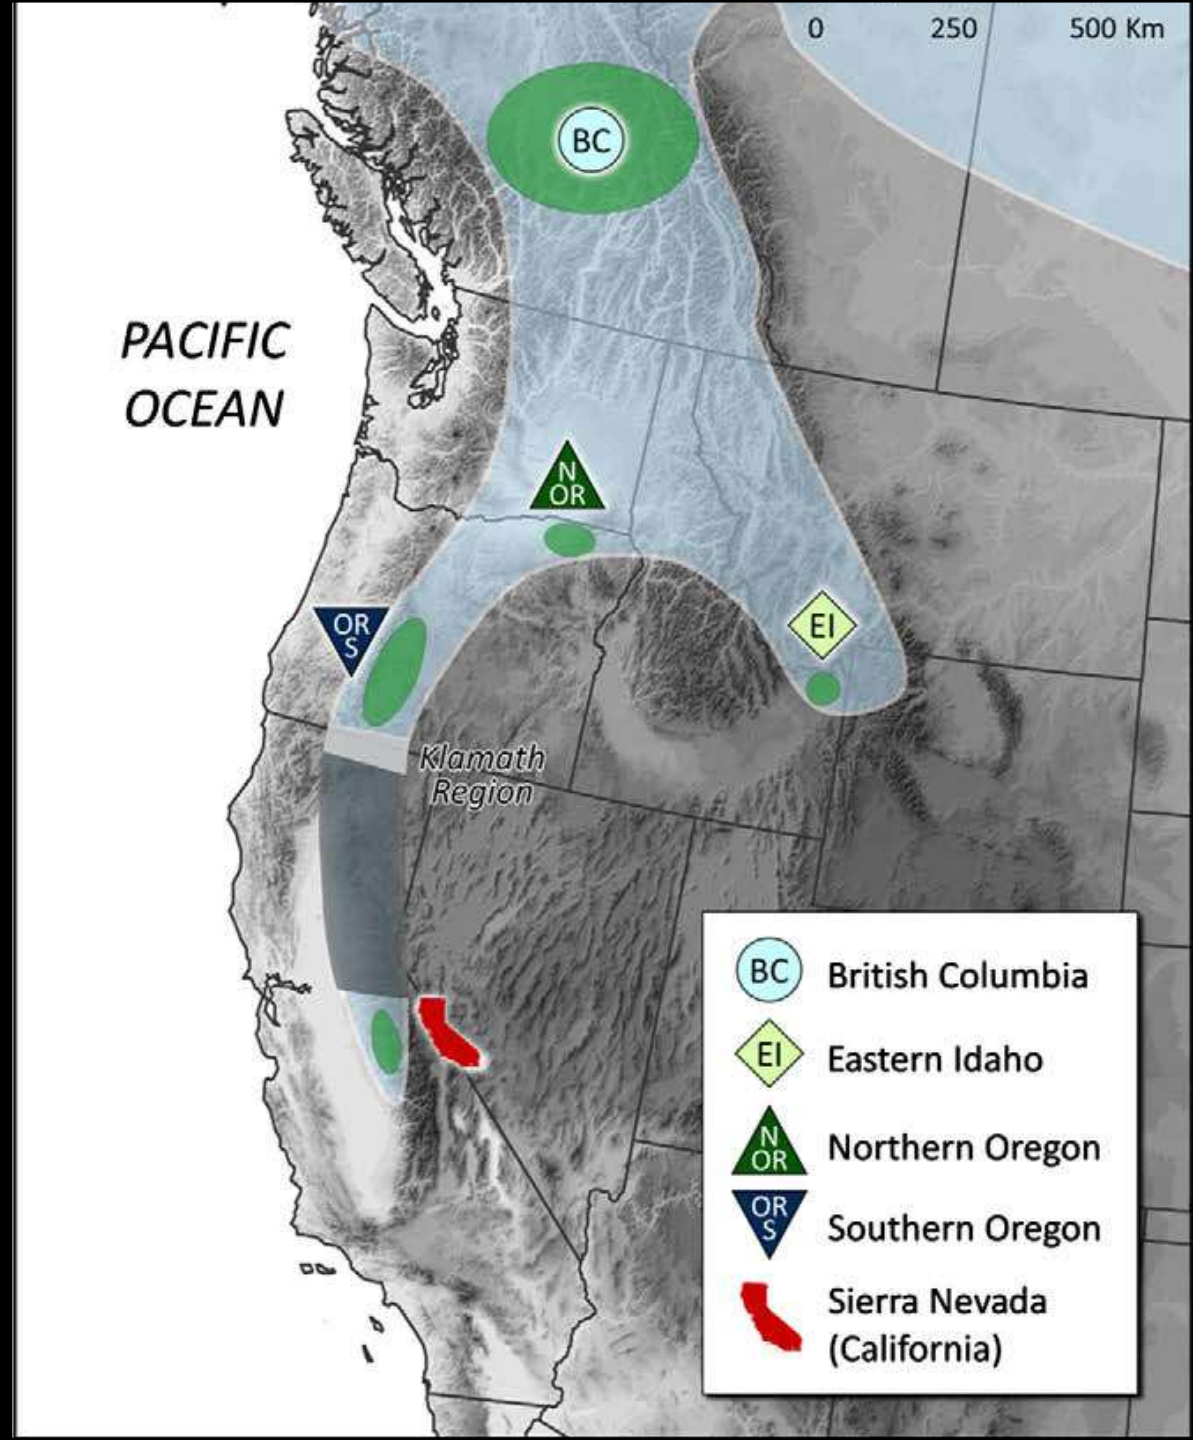 0 250 500 Km
BC
PACIFIC
OCEAN
N
OR
OR
S
EI
Klamath
Region
BC British Columbia
EI Eastern Idaho
N
OR Northern Oregon
OR
S Southern Oregon
Sierra Nevada
(California)